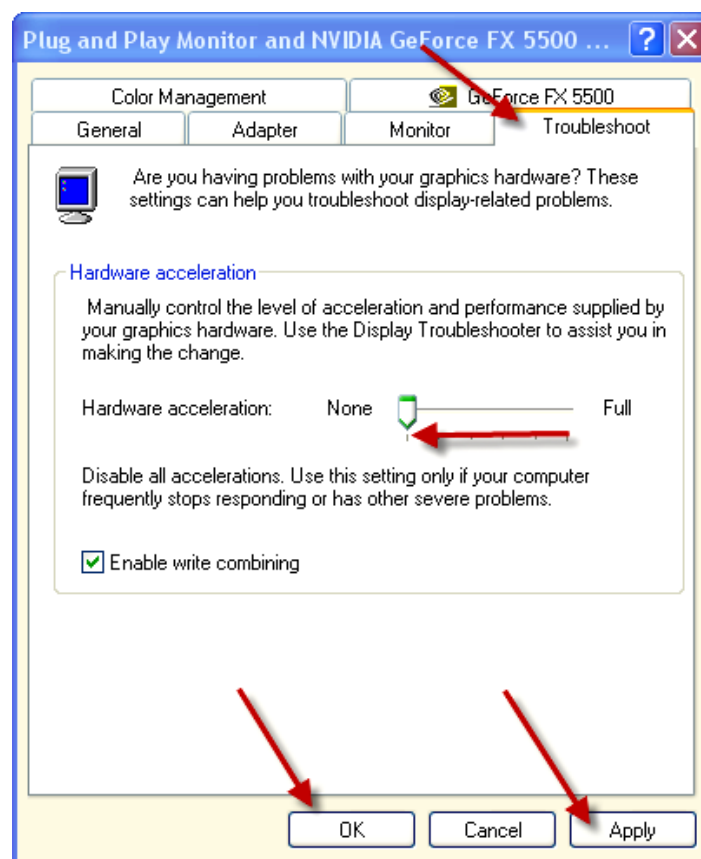 Plug and Play Monitor and NVIDIA GeForce FX 5500 ...
Color Management
GeForce FX 5500
General
Adapter
Monitor
Troubleshoot
Are you having problems with your graphics hardware? These
settings can help you troubleshoot display-related problems.
Hardware acceleration
Manually control the level of acceleration and performance supplied by
your graphics hardware. Use the Display Troubleshooter to assist you in
making the change.
Hardware acceleration: None Full
Disable all accelerations. Use this setting only if your computer
frequently stops responding or has other severe problems.
Enable write combining
OK Cancel Apply